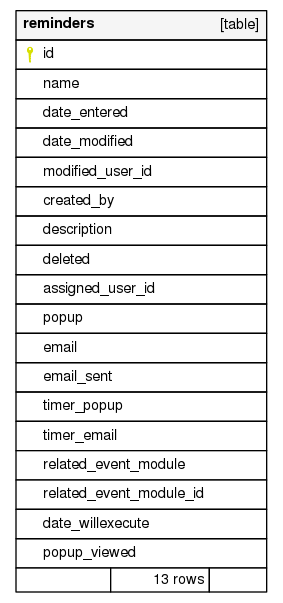 reminders [table]
id
name
date_entered
date_modified
modified_user_id
created_by
description
deleted
assigned_user_id
popup
email
email_sent
timer_popup
timer_email
related_event_module
related_event_module_id
date_willexecute
popup_viewed
13 rows